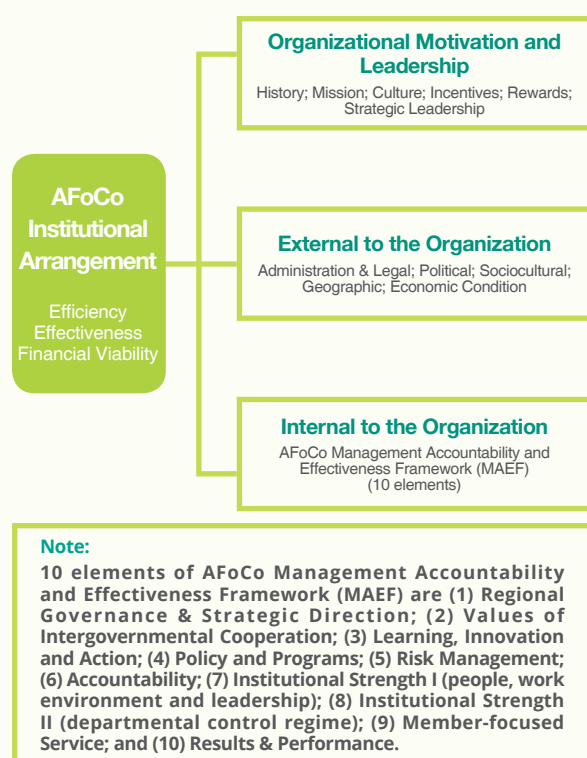 Organizational Motivation and
Leadership
History; Mission; Culture; Incentives; Rewards;
Strategic Leadership
AFoCo
Institutional
Arrangement
Efficiency
Effectiveness
Financial Viability
External to the Organization
Administration & Legal; Political; Sociocultural;
Geographic; Economic Condition
Internal to the Organization
AFoCo Management Accountability and
Effectiveness Framework (MAEF)
(10 elements)
Note:
10 elements of AFoCo Management Accountability
and Effectiveness Framework (MAEF) are (1) Regional
Governance & Strategic Direction; (2) Values of
Intergovernmental Cooperation; (3) Learning, Innovation
and Action; (4) Policy and Programs; (5) Risk Management;
(6) Accountability; (7) Institutional Strength I (people, work
environment and leadership); (8) Institutional Strength
II (departmental control regime); (9) Member-focused
Service; and (10) Results & Performance.